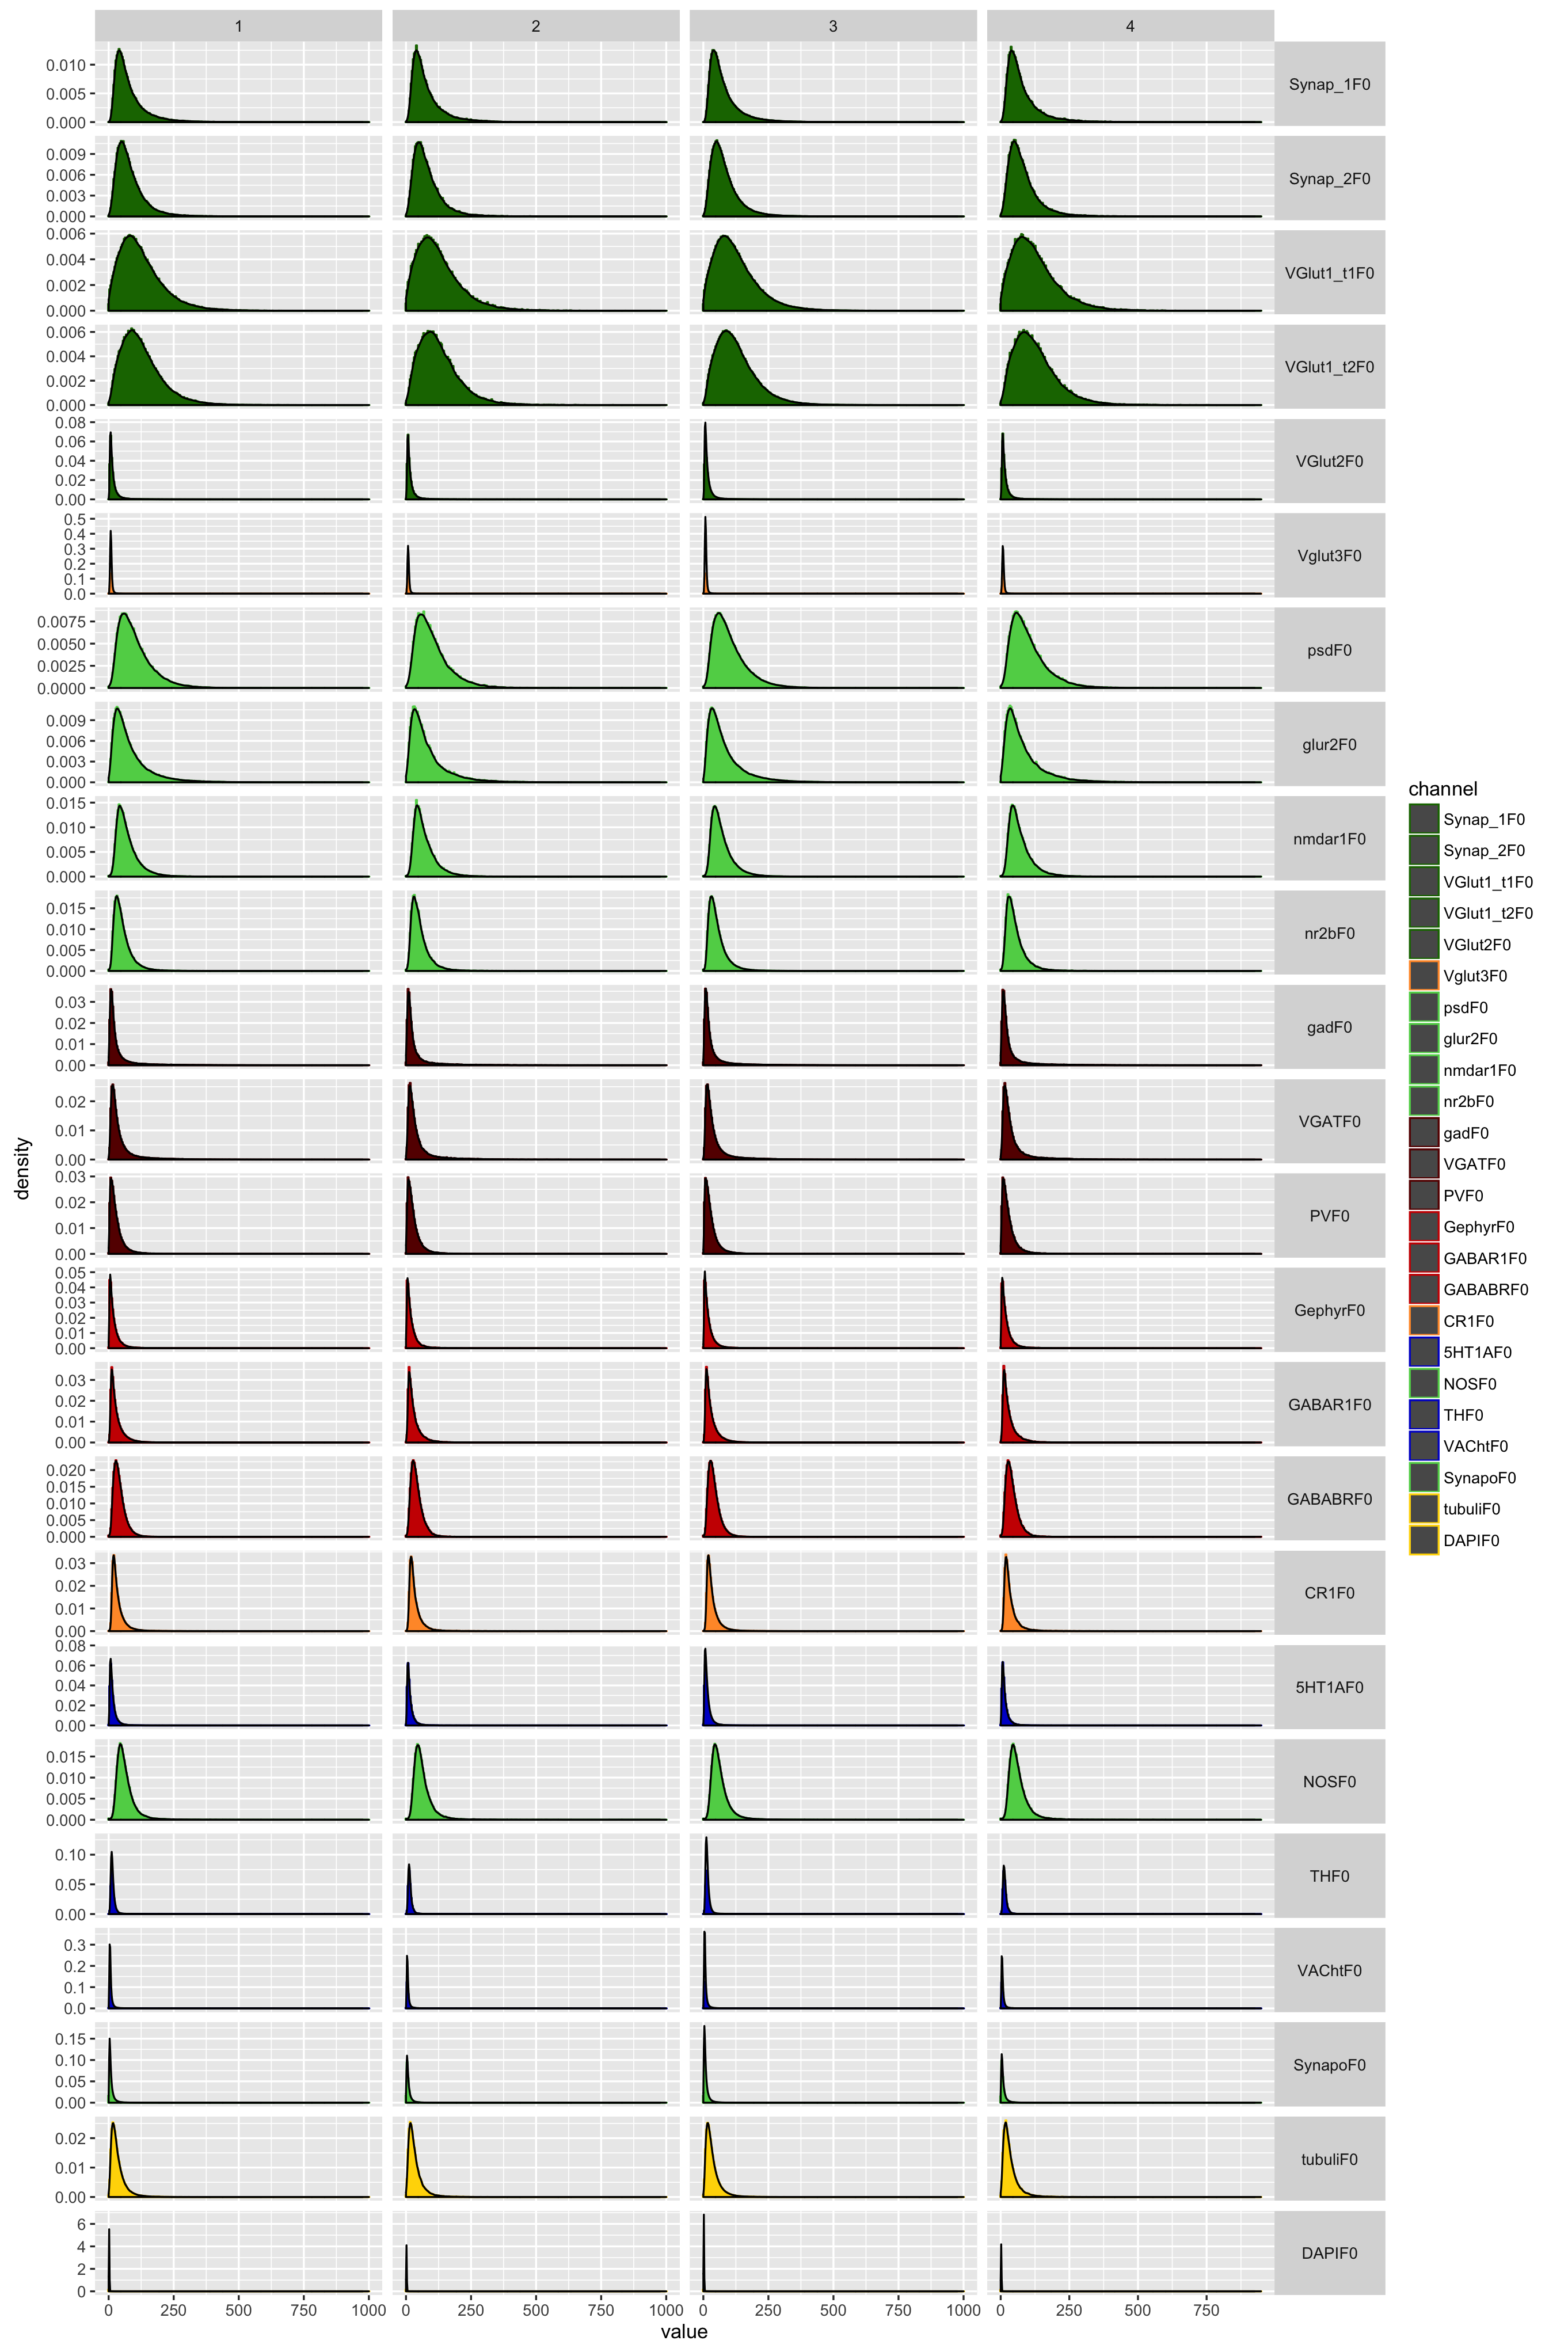 1 2 3 4
0.010
0.005
0.000
Synap_1F0
0.009
0.006
0.003
0.000
Synap_2F0
0.006
0.004
0.002
0.000
VGlut1_t1F0
0.006
0.004
0.002
0.000
VGlut1_t2F0
0.08
0.06
0.04
0.02
0.00
VGlut2F0
0.5
0.4
0.3
0.2
0.1
0.0
Vglut3F0
0.0075
0.0050
0.0025
0.0000
psdF0
0.009
0.006
0.003
0.000
glur2F0
0.015
0.010
0.005
0.000
nmdar1F0
0.015
0.010
0.005
0.000
nr2bF0
0.03
0.02
0.01
0.00
gadF0
0.02
0.01
0.00
VGATF0
0.03
0.02
0.01
0.00
PVF0
0.05
0.04
0.03
0.02
0.01
0.00
GephyrF0
0.03
0.02
0.01
0.00
GABAR1F0
0.020
0.015
0.010
0.005
0.000
GABABRF0
0.03
0.02
0.01
0.00
CR1F0
0.08
0.06
0.04
0.02
0.00
5HT1AF0
0.015
0.010
0.005
0.000
NOSF0
0.10
0.05
0.00
THF0
0.3
0.2
0.1
0.0
VAChtF0
0.15
0.10
0.05
0.00
SynapoF0
0.02
0.01
0.00
tubuliF0
6
4
2
0
DAPIF0
0 250 500 750 1000 0 250 500 750 1000 0 250 500 750 1000 0 250 500 750
value
density
channel
Synap_1F0
Synap_2F0
VGlut1_t1F0
VGlut1_t2F0
VGlut2F0
Vglut3F0
psdF0
glur2F0
nmdar1F0
nr2bF0
gadF0
VGATF0
PVF0
GephyrF0
GABAR1F0
GABABRF0
CR1F0
5HT1AF0
NOSF0
THF0
VAChtF0
SynapoF0
tubuliF0
DAPIF0